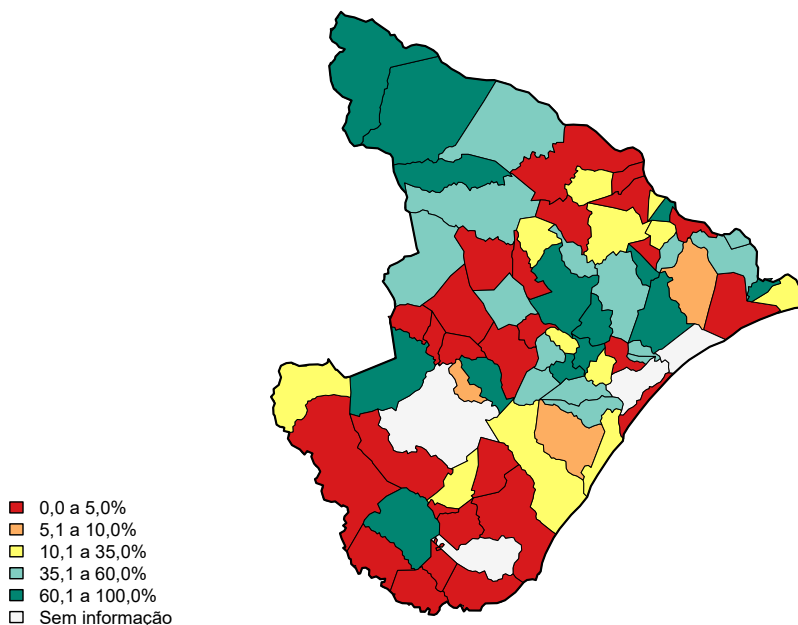 0,0 a 5,0%
5,1 a 10,0%
10,1 a 35,0%
35,1 a 60,0%
60,1 a 100,0%
Sem informação